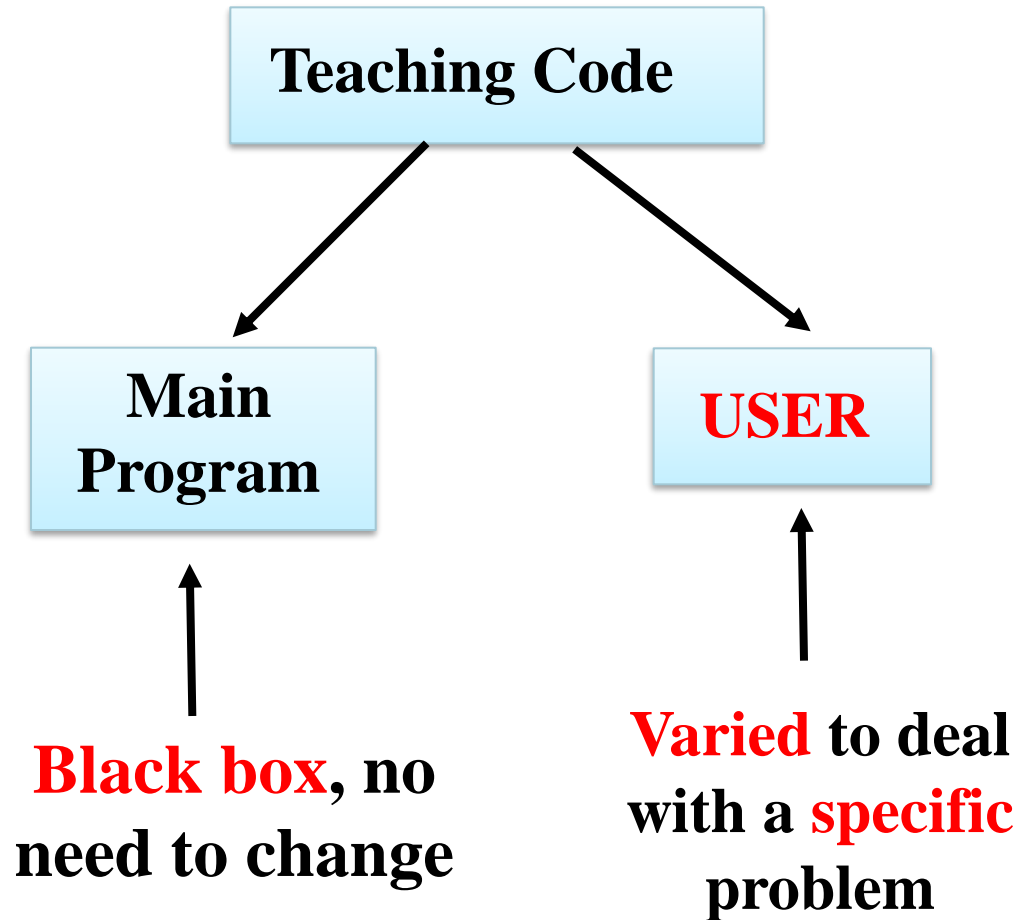 Teaching Code
Main
Program
USER
Black box, no
need to change
Varied to deal
with a specific
problem